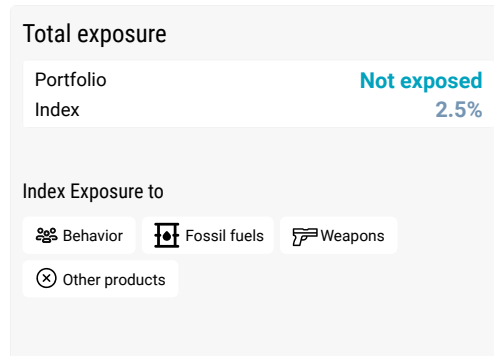 Total exposure
Portfolio Not exposed
Index 2.5%
Index Exposure to
Behavior Fossil fuels Weapons
Other products